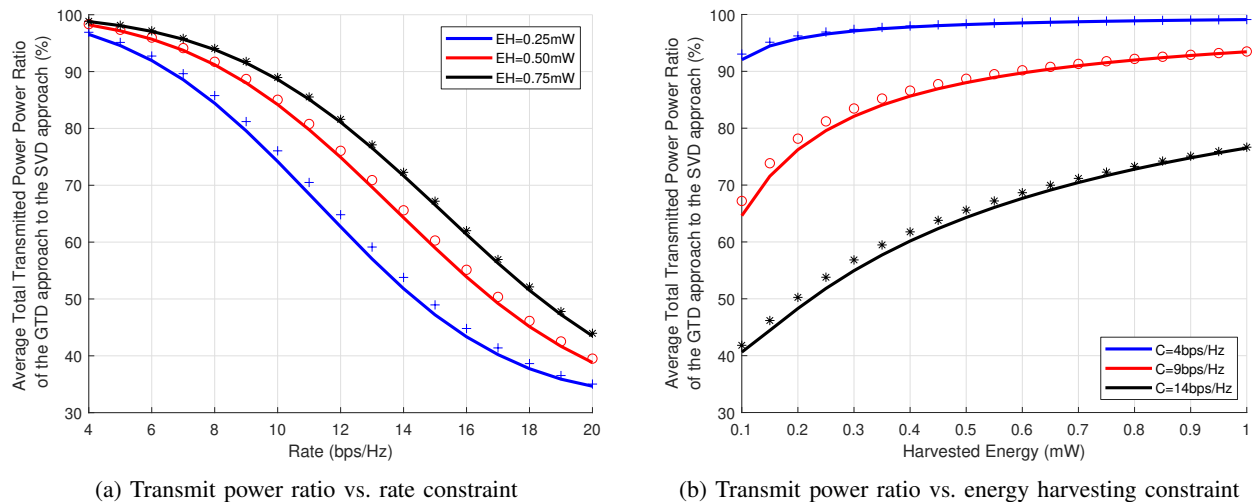 Average Total Transmitted Power Power Ratio
of the GTD approach to the SVD approach (%)
100
90
80
70
60
50
40
30
4
6
8
10
12
14
16
18
20
Rate (bps/Hz)
EH=0.25mW
EH=0.50mW
EH=0.75mW
(a) Transmit power ratio vs. rate constraint
Average Total Transmitted Power Power Ratio
of the GTD approach to the SVD approach (%)
100
90
80
70
60
50
40
30
0.1
0.2
0.3
0.4
0.5
0.6
0.7
0.8
0.9
1
Harvested Energy (mW)
C=4bps/Hz
C=9bps/Hz
C=14bps/Hz
(b) Transmit power ratio vs. energy harvesting constraint